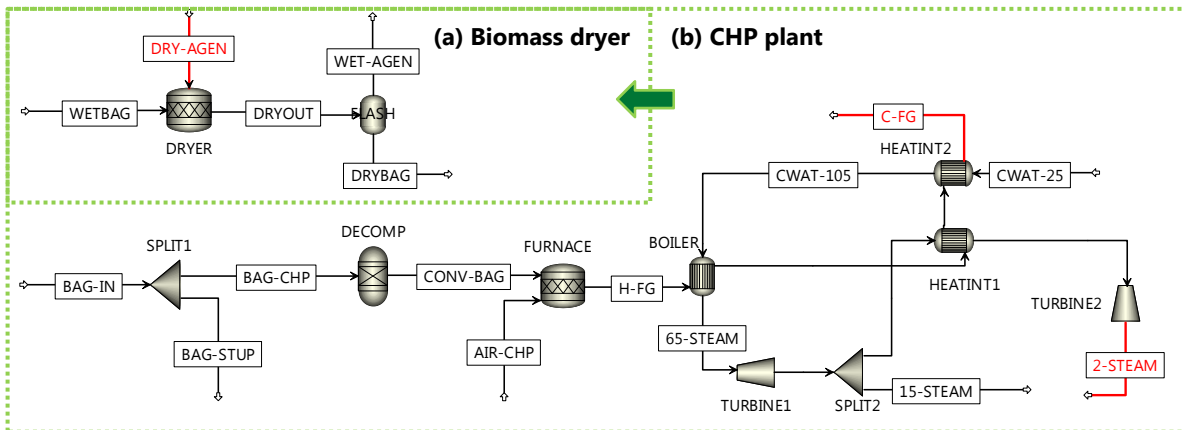 (a) Biomass dryer
(b) CHP plant
DRY-AGEN
WET-AGEN
WETBAG
DRYOUT
FLASH
DRYER
DRYBAG
C-FG
HEATINT2
CWAT-105
CWAT-25
SPLIT1
DECOMP
FURNACE
BOILER
BAG-CHP
CONV-BAG
HEATINT1
BAG-IN
H-FG
TURBINE2
65-STEAM
BAG-STUP
AIR-CHP
2-STEAM
15-STEAM
TURBINE1
SPLIT2